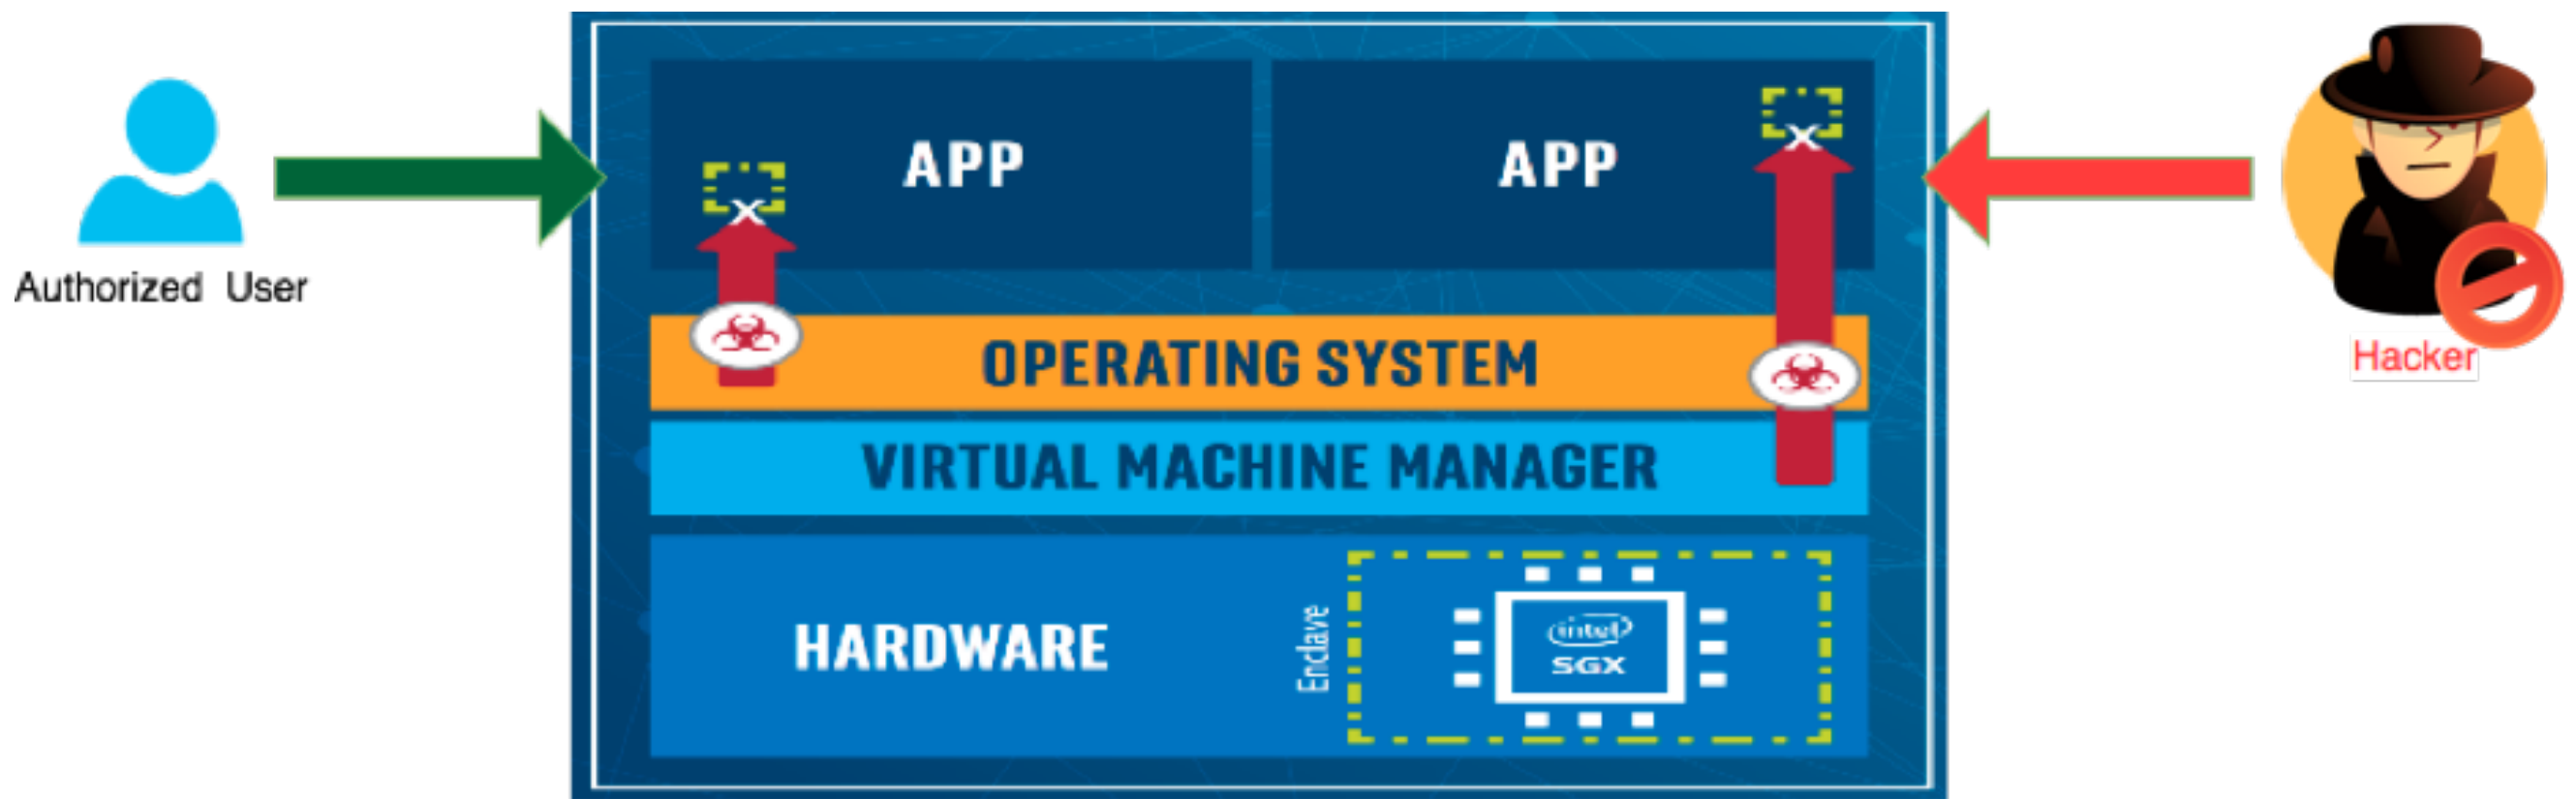 Authorized User
APP
APP
OPERATING SYSTEM
VIRTUAL MACHINE MANAGER
HARDWARE
Enclave
intel
SGX
Hacker